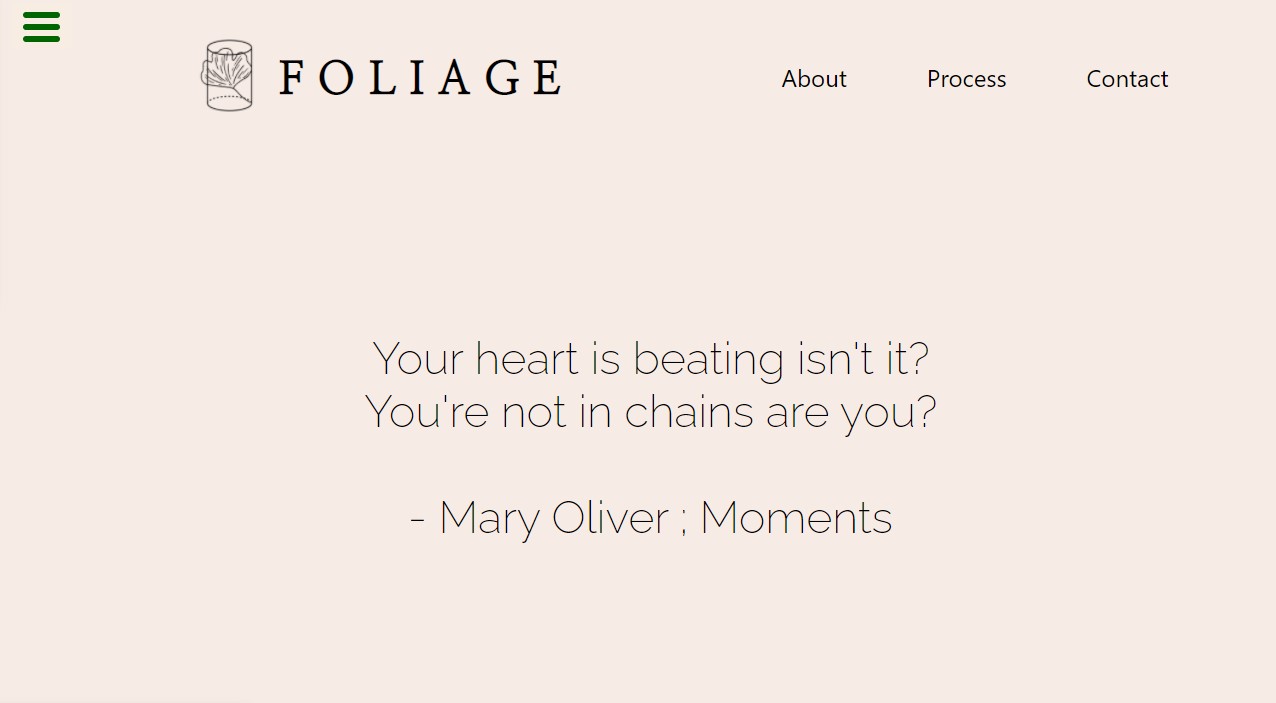 FOLIAGE
About Process Contact
Your heart is beating isn't it?
You're not in chains are you?
- Mary Oliver ; Moments